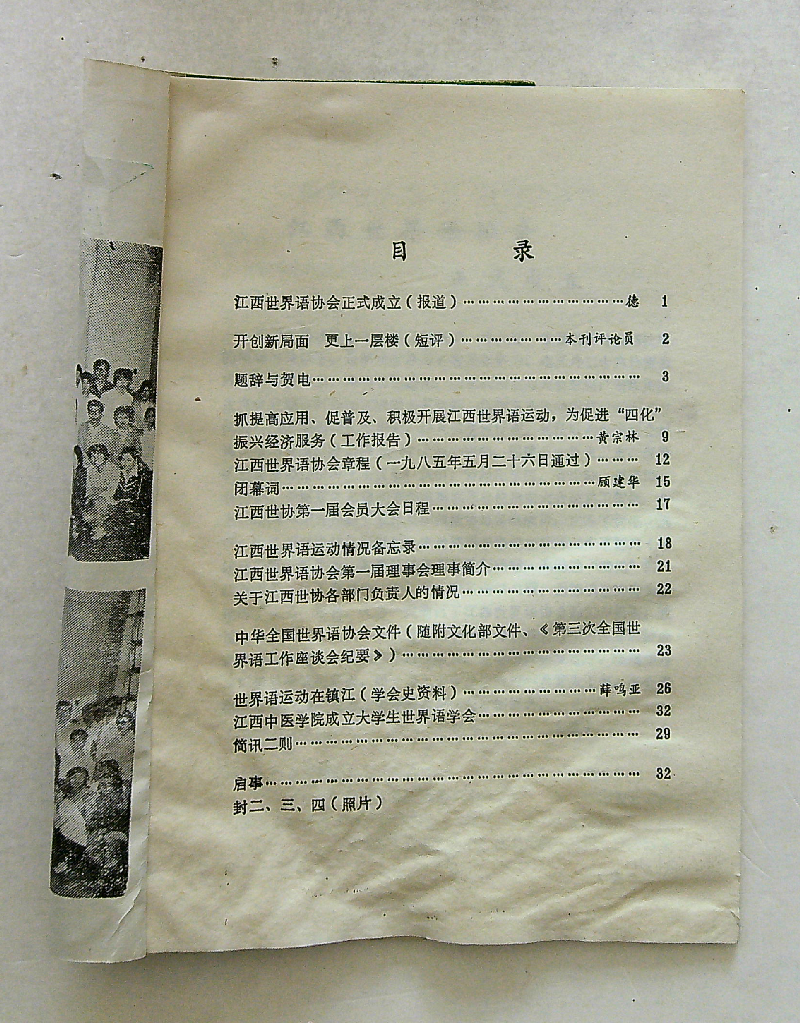 目 录
江西世界语协会正式成立（报道）……………………德 1
开创新局面 更上一层楼（短评）………………本刊评论员 2
题辞与贺电……………………………………………… 3
抓提高应用、促普及、积极开展江西世界语运动，为促进“四化”
振兴经济服务（工作报告）………………………黄宗林 9
江西世界语协会章程（一九八五年五月二十六日通过）…… 12
闭幕词………………………………………………顾建华 15
江西世协第一届会员大会日程………………………… 17
江西世界语运动情况备忘录…………………………… 18
江西世界语协会第一届理事会理事简介……………… 21
关于江西世协各部门负责人的情况…………………… 22
中华全国世界语协会文件（随附文化部文件、《第三次全国世
界语工作座谈会纪要》）……………………………… 23
世界语运动在镇江（学会史资料）…………………薛鸣亚 26
江西中医学院成立大学生世界语学会………………… 32
简讯二则………………………………………………… 29
启事……………………………………………………… 32
封二、三、四（照片）